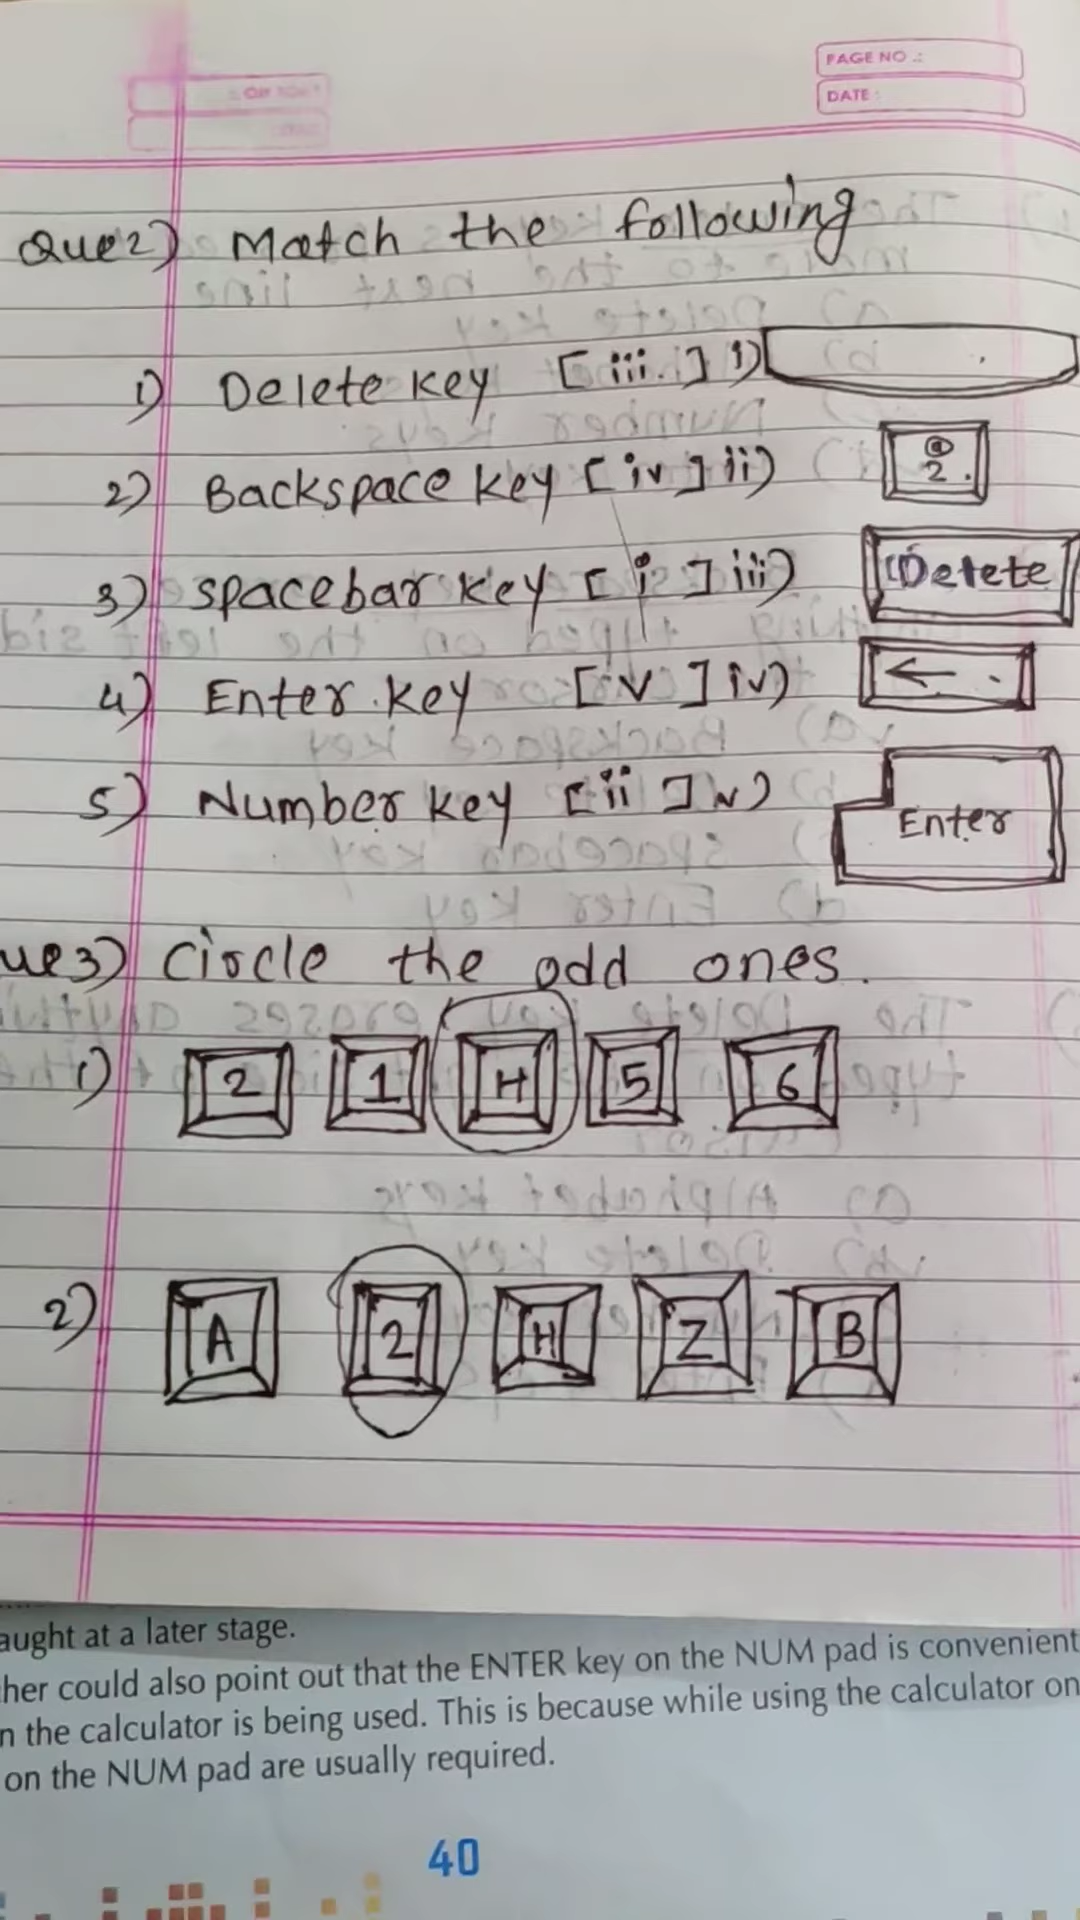 PAGE NO.:
DATE:
Que2) Match the following
1) Delete key [iii.] i)
2) Backspace key [iv] ii) @ 2
3) spacebar key [i] iii) Delete
4) Enter key [v] iv) ←
5) Number key [ii] v) Enter
ue3) Circle the odd ones.
1) 2 1 H 5 6
2) A 2 H Z B
aught at a later stage.
her could also point out that the ENTER key on the NUM pad is convenient
n the calculator is being used. This is because while using the calculator on
on the NUM pad are usually required.
40